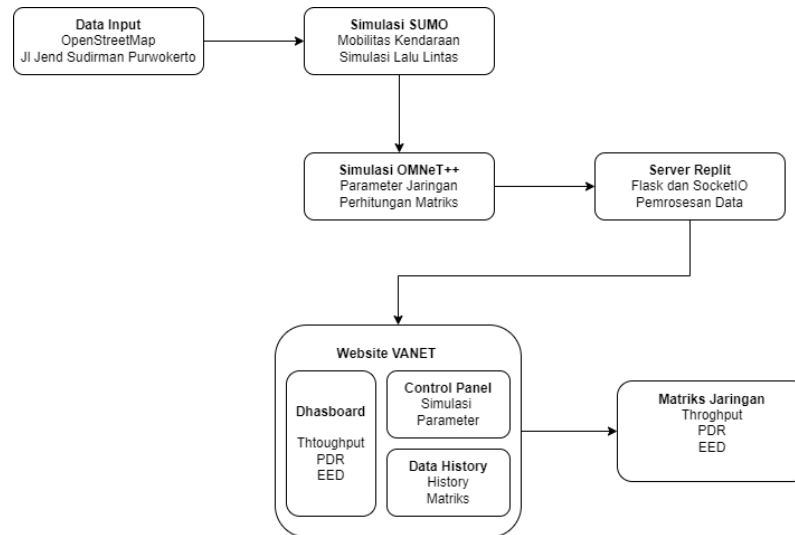 Data Input
OpenStreetMap
Jl Jend Sudirman Purwokerto
Simulasi SUMO
Mobilitas Kendaraan
Simulasi Lalu Lintas
Simulasi OMNeT++
Parameter Jaringan
Perhitungan Matriks
Server Replit
Flask dan SocketIO
Pemrosesan Data
Website VANET
Dhasboard
Thtoughput
PDR
EED
Control Panel
Simulasi
Parameter
Data History
History
Matriks
Matriks Jaringan
Throghput
PDR
EED